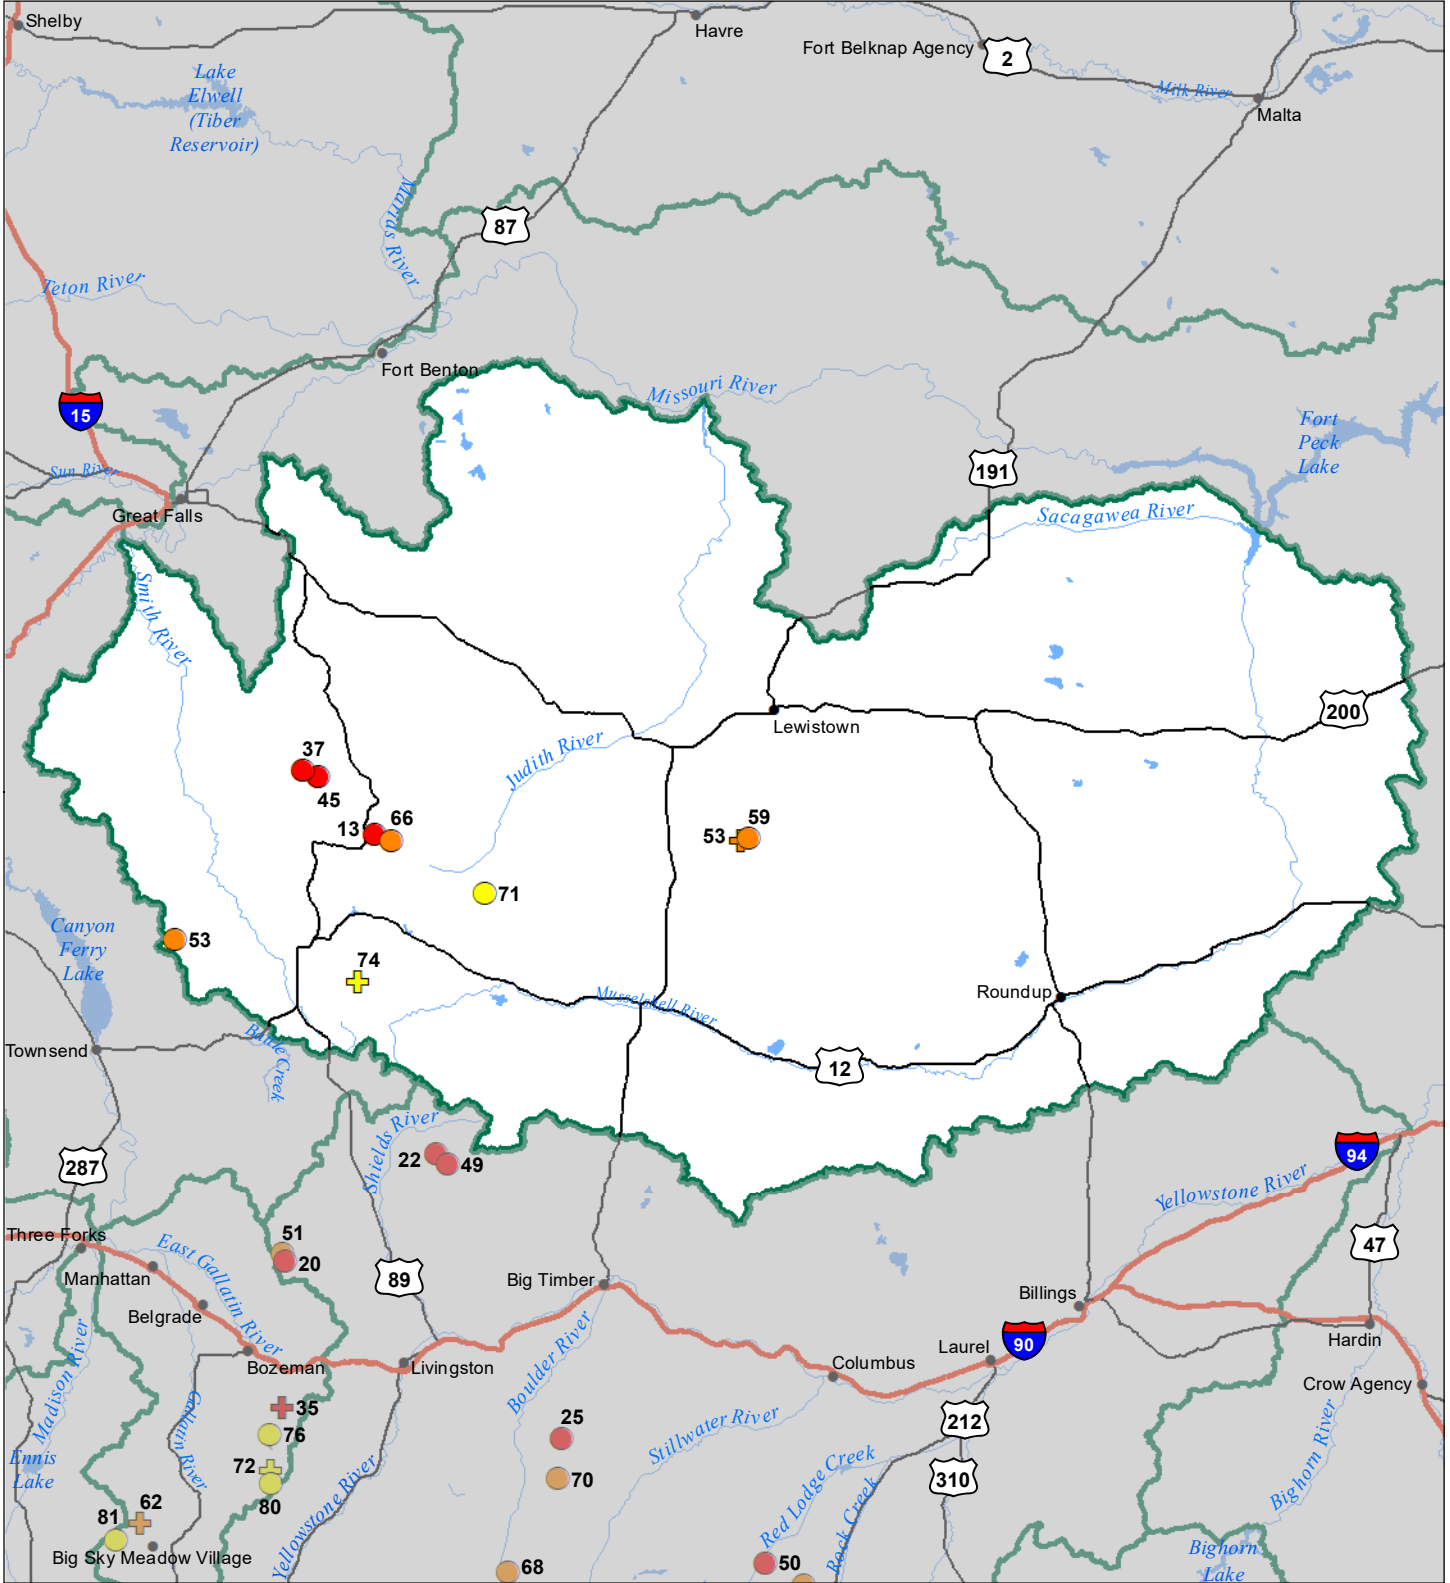 Shelby
Havre
Fort Belknap Agency
2
Lake
Elwell
(Tiber
Reservoir)
Milk River
Malta
Marias River
87
Teton River
Fort Benton
Missouri River
15
Fort
Peck
Lake
Sun River
191
Great Falls
Sacagawea River
Smith River
200
Lewistown
Judith River
37
45
13
66
59
53
71
53
Canyon
Ferry
Lake
74
Roundup
Musselshell River
Townsend
Battle Creek
12
Shields River
22
49
287
94
Yellowstone River
Three Forks
51
20
East Gallatin River
47
Manhattan
89
Big Timber
Billings
Belgrade
Boulder River
90
Hardin
Laurel
Madison River
Bozeman
Livingston
Columbus
Crow Agency
Gallatin River
35
25
212
76
Stillwater River
Ennis
Lake
72
70
Red Lodge Creek
310
80
Bighorn River
62
81
Yellowstone River
Rock Creek
Big Sky Meadow Village
68
50
Bighorn
Lake